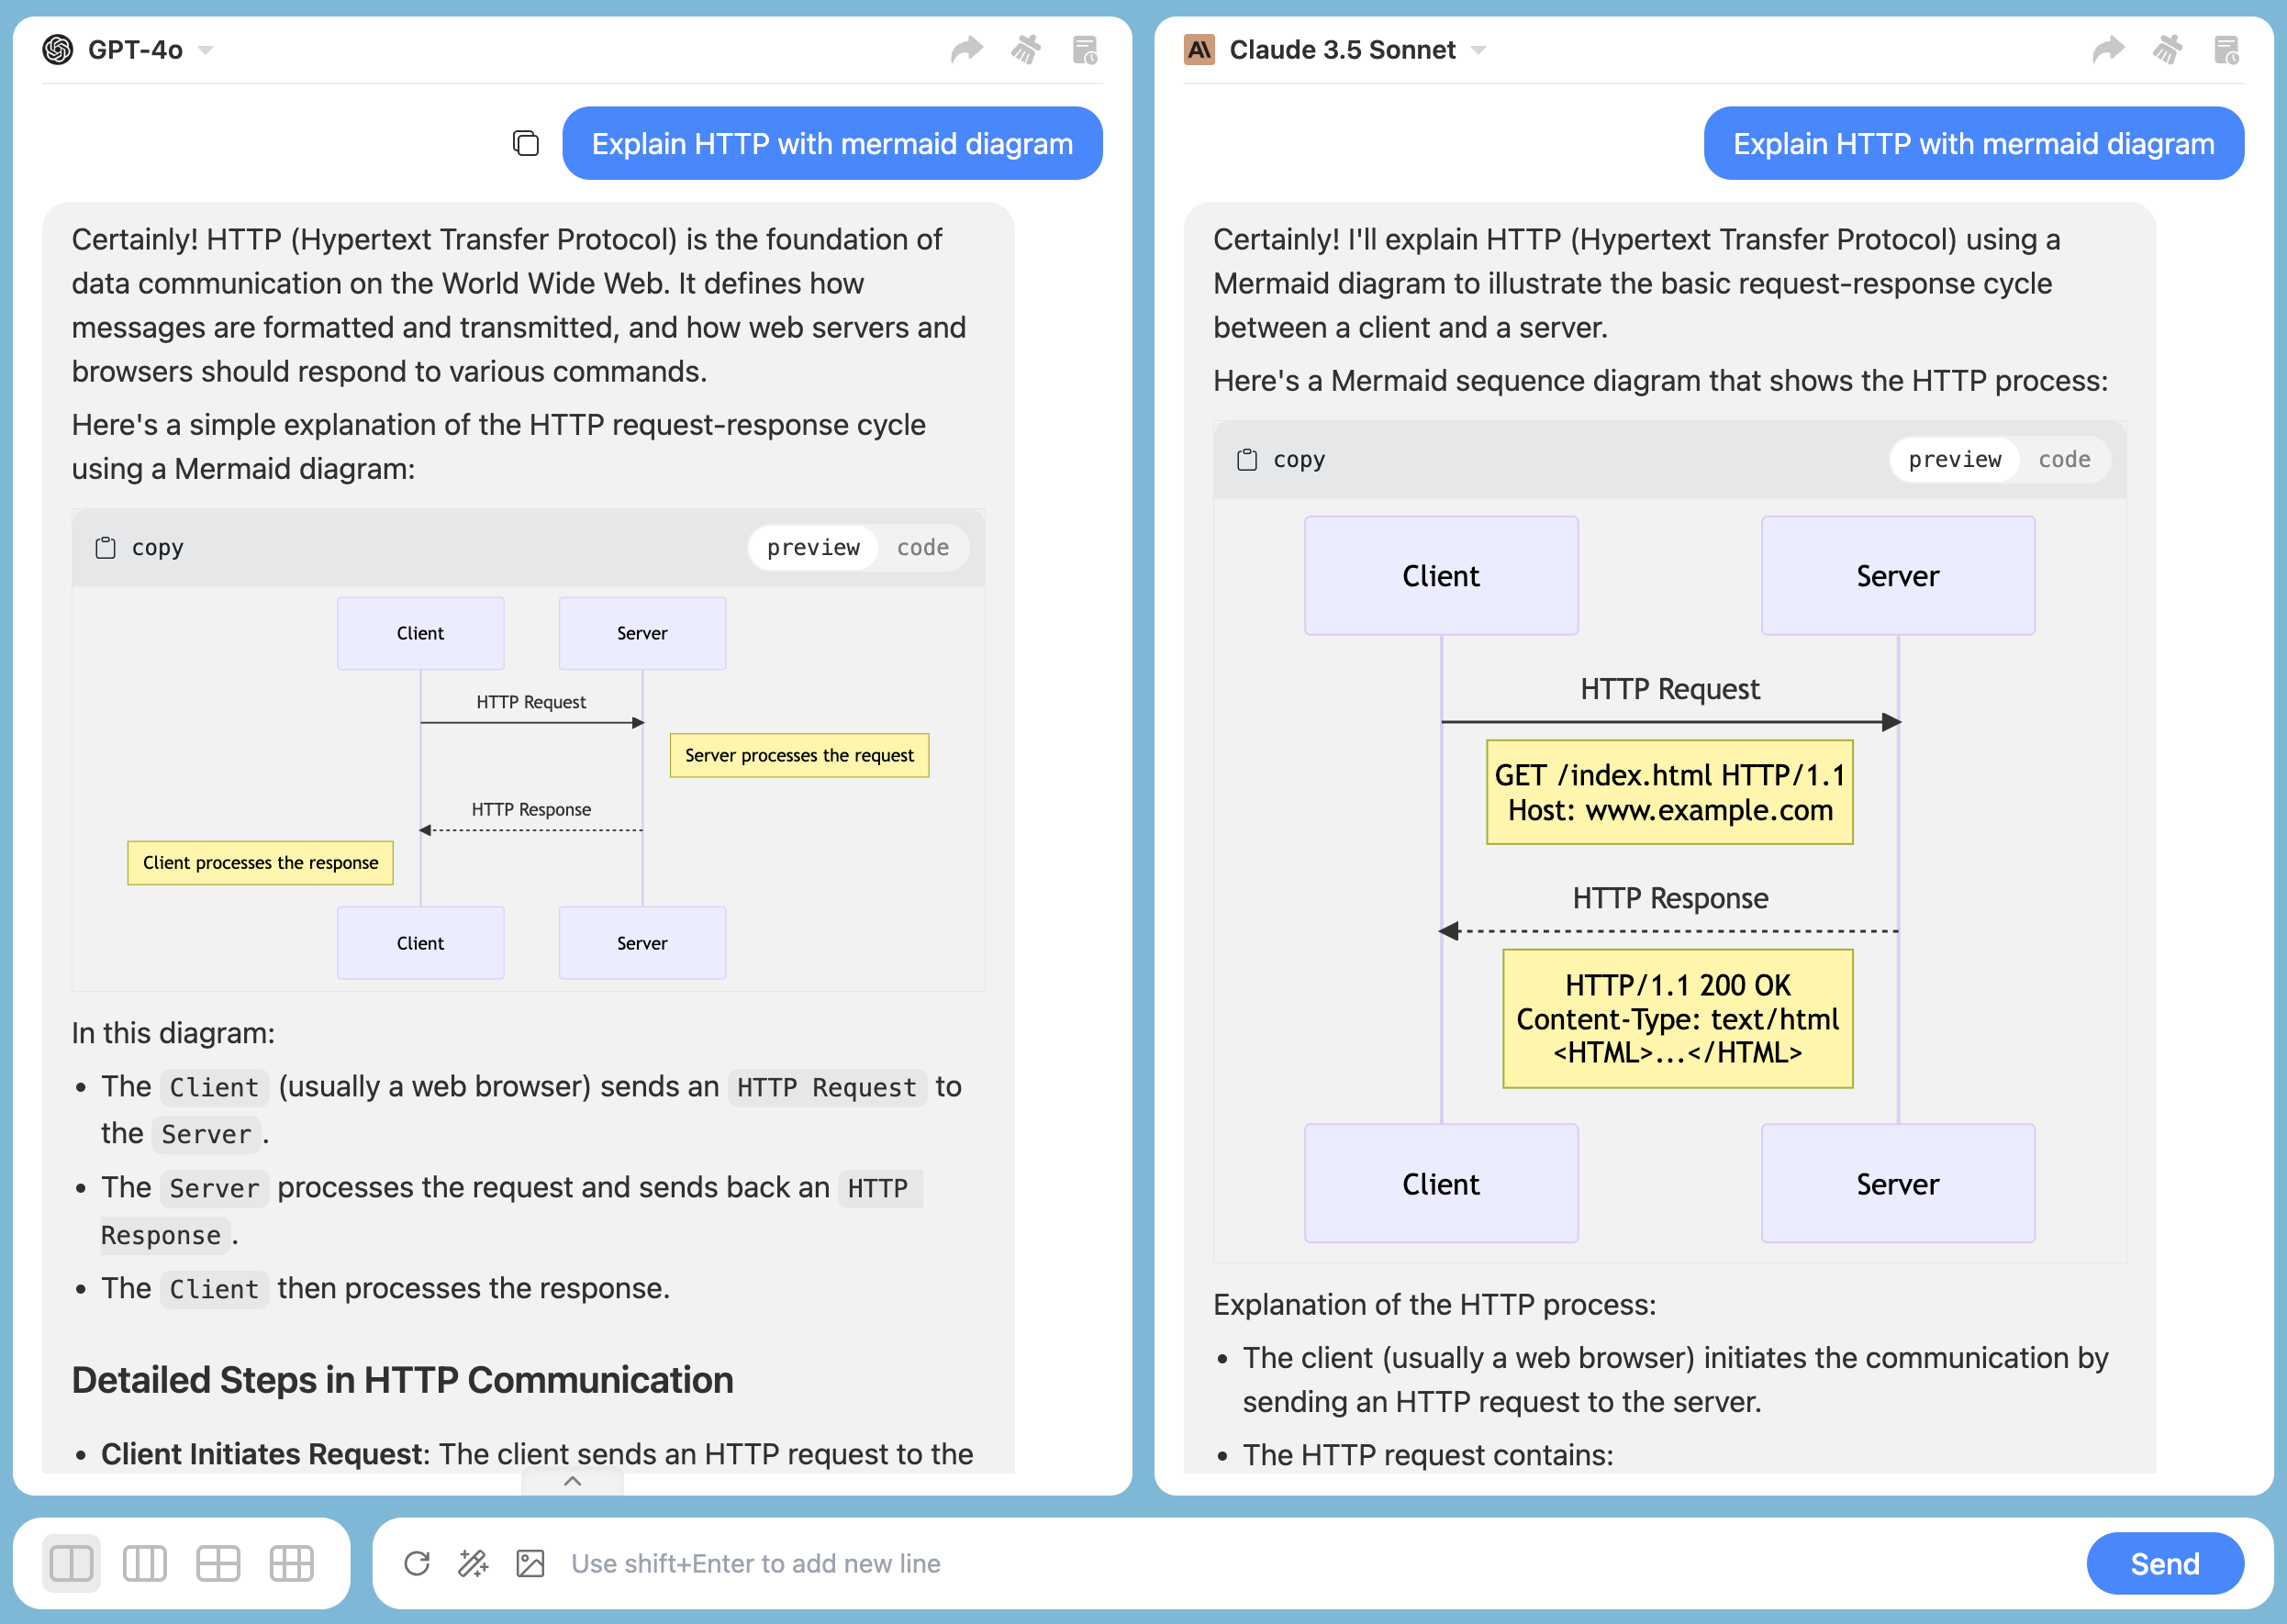 GPT-4o
Explain HTTP with mermaid diagram
Certainly! HTTP (Hypertext Transfer Protocol) is the foundation of
data communication on the World Wide Web. It defines how
messages are formatted and transmitted, and how web servers and
browsers should respond to various commands.
Here's a simple explanation of the HTTP request-response cycle
using a Mermaid diagram:
copy
preview code
Client Server
HTTP Request
Server processes the request
HTTP Response
Client processes the response
Client Server
In this diagram:
• The Client (usually a web browser) sends an HTTP Request to
the Server.
• The Server processes the request and sends back an HTTP
Response.
• The Client then processes the response.
Detailed Steps in HTTP Communication
• Client Initiates Request: The client sends an HTTP request to the
Claude 3.5 Sonnet
Explain HTTP with mermaid diagram
Certainly! I'll explain HTTP (Hypertext Transfer Protocol) using a
Mermaid diagram to illustrate the basic request-response cycle
between a client and a server.
Here's a Mermaid sequence diagram that shows the HTTP process:
copy
preview code
Client Server
HTTP Request
GET /index.html HTTP/1.1
Host: www.example.com
HTTP Response
HTTP/1.1 200 OK
Content-Type: text/html
<HTML>...</HTML>
Client Server
Explanation of the HTTP process:
• The client (usually a web browser) initiates the communication by
sending an HTTP request to the server.
• The HTTP request contains:
Use shift+Enter to add new line
Send